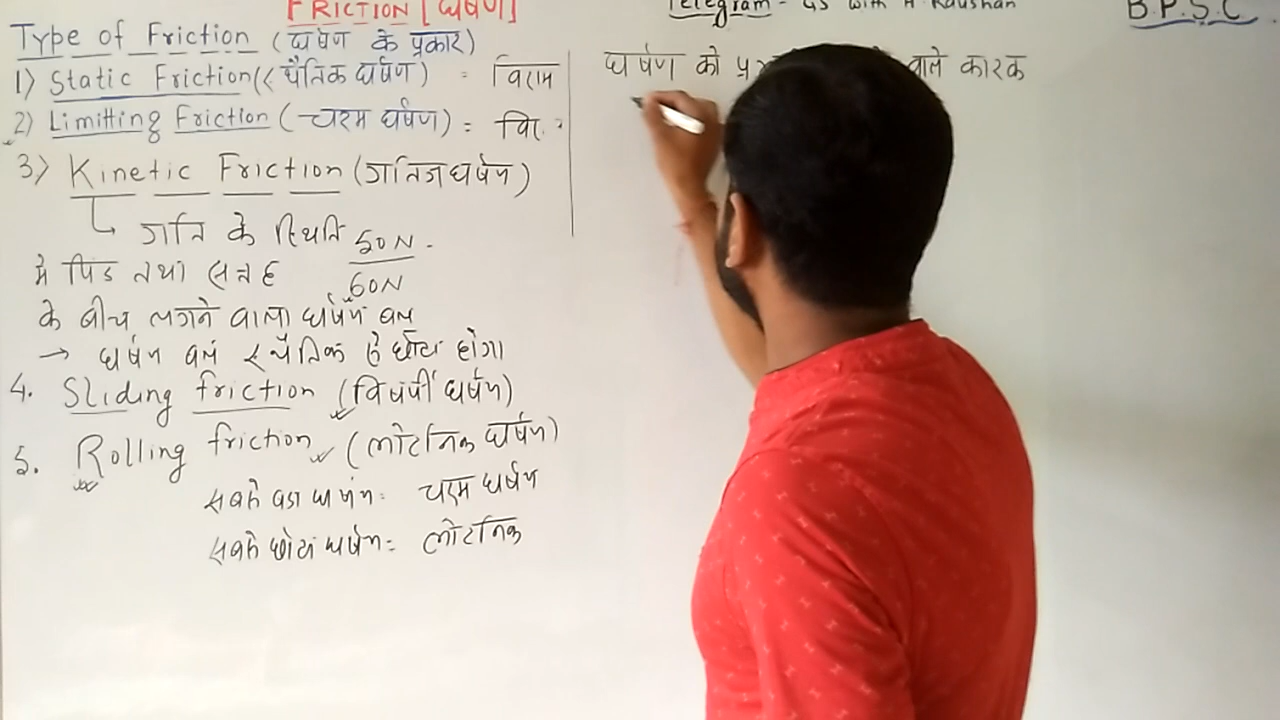 FRICTION [घर्षण]
Telegram - GS with A. Raushan
B.P.S.C
Type of Friction (घर्षण के प्रकार)
1) Static Friction (स्थैतिक घर्षण) = विराम
2) Limitting Friction (चरम घर्षण) = वि.
3) Kinetic Friction (गतिज घर्षण)
गति के स्थिति
50N
मे पिंड तथा सतह
60N
के बीच लगने वाला घर्षण बल
→ घर्षण बल स्थैतिक से छोटा होगा
4. Sliding friction (विसर्पी घर्षण)
5. Rolling friction (लोटनिक घर्षण)
सबसे बडा घर्षण = चरम घर्षण
सबसे छोटा घर्षण = लोटनिक
घर्षण को वाले कारक